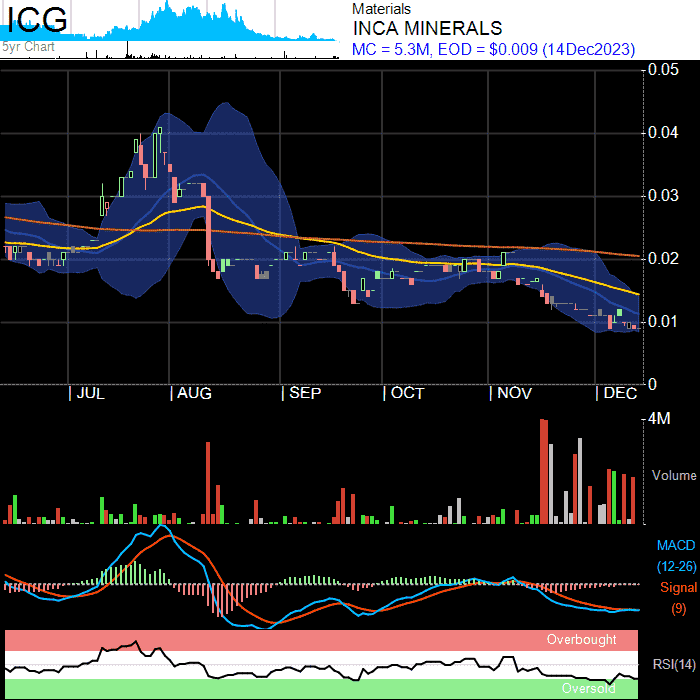 ICG
5yr Chart
Materials
INCA MINERALS
MC = 5.3M, EOD = $0.009 (14Dec2023)
0.05
0.04
0.03
0.02
0.01
0
JUL
AUG
SEP
OCT
NOV
DEC
4M
Volume
MACD
(12-26)
Signal
(9)
Overbought
RSI(14)
Oversold